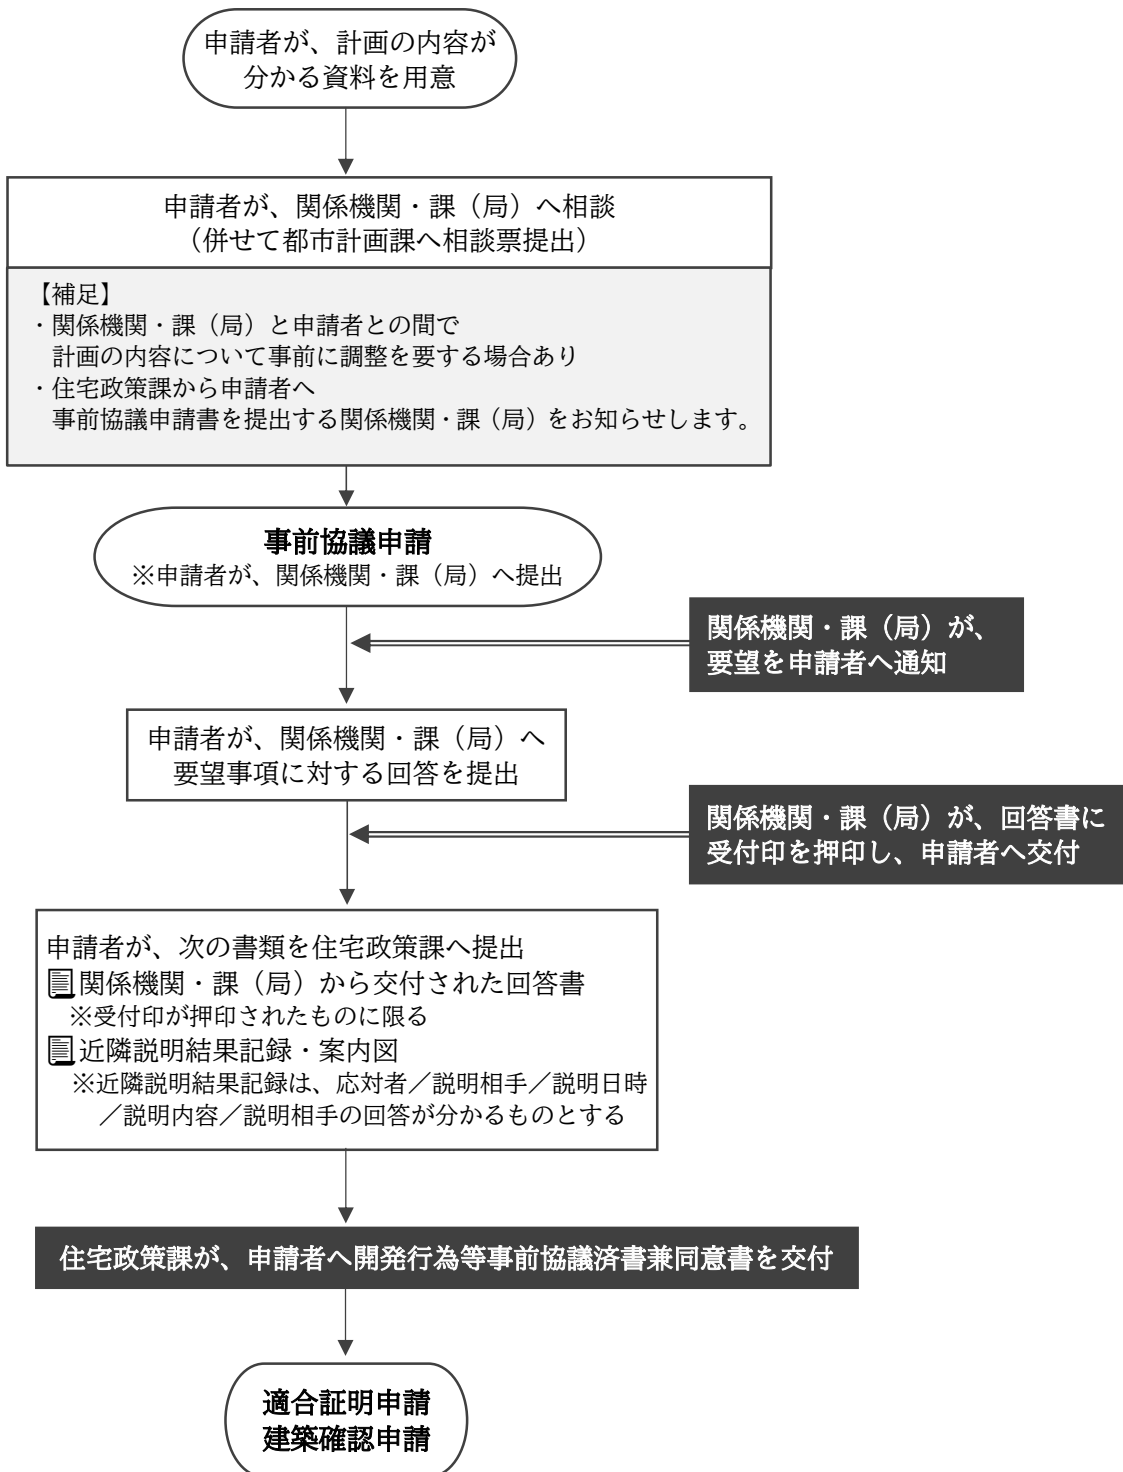 申請者が、計画の内容が
分かる資料を用意
申請者が、関係機関・課（局）へ相談
（併せて都市計画課へ相談票提出）
【補足】
・関係機関・課（局）と申請者との間で
計画の内容について事前に調整を要する場合あり
・住宅政策課から申請者へ
事前協議申請書を提出する関係機関・課（局）をお知らせします。
事前協議申請
※申請者が、関係機関・課（局）へ提出
関係機関・課（局）が、
要望を申請者へ通知
申請者が、関係機関・課（局）へ
要望事項に対する回答を提出
関係機関・課（局）が、回答書に
受付印を押印し、申請者へ交付
申請者が、次の書類を住宅政策課へ提出
関係機関・課（局）から交付された回答書
※受付印が押印されたものに限る
近隣説明結果記録・案内図
※近隣説明結果記録は、応対者／説明相手／説明日時
／説明内容／説明相手の回答が分かるものとする
住宅政策課が、申請者へ開発行為等事前協議済書兼同意書を交付
適合証明申請
建築確認申請